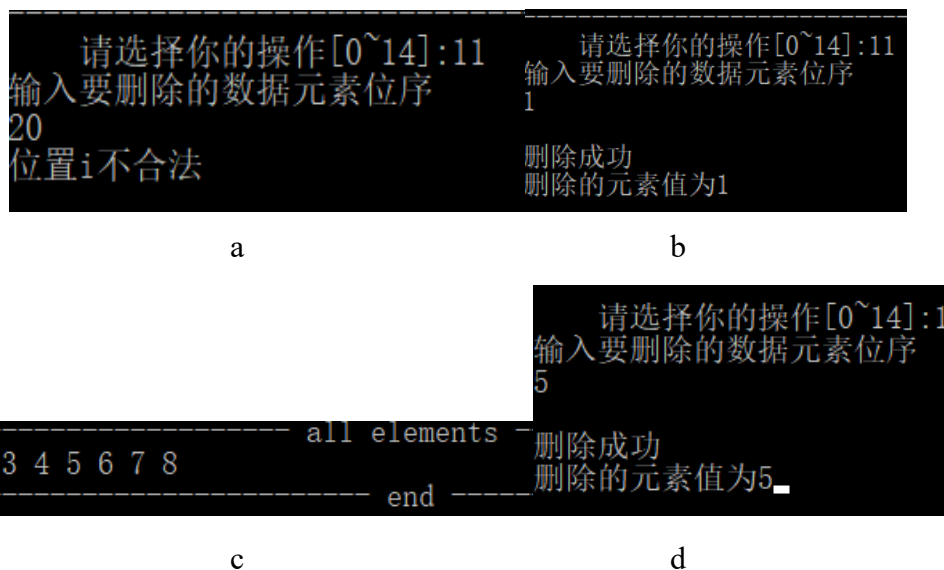 请选择你的操作[0~14]:11
输入要删除的数据元素位序
20
位置i不合法
请选择你的操作[0~14]:11
输入要删除的数据元素位序
1
删除成功
删除的元素值为1
a
b
all elements
3 4 5 6 7 8
end
请选择你的操作[0~14]:1
输入要删除的数据元素位序
5
删除成功
删除的元素值为5
c
d